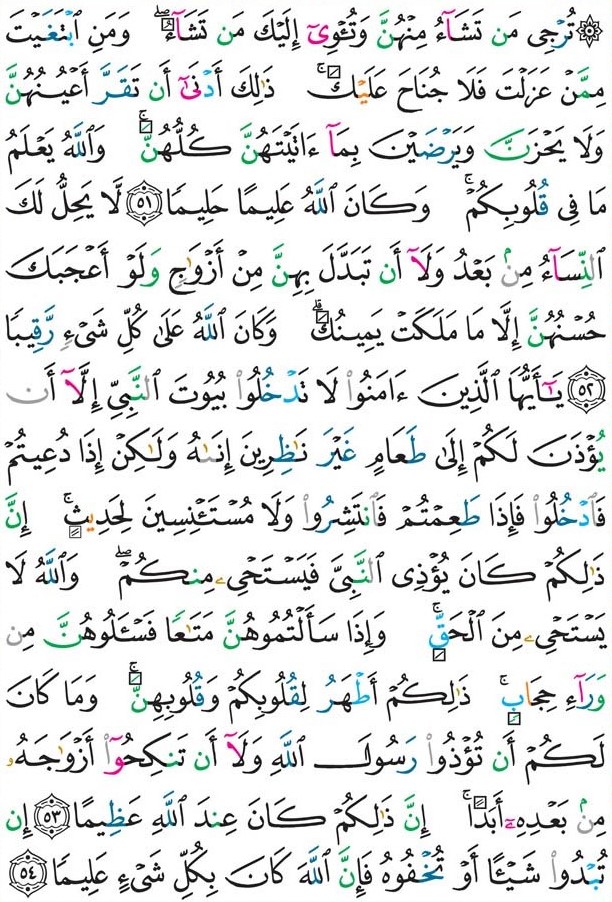 ۞ تُرْجِى مَن تَشَآءُ مِنْهُنَّ وَتُـْٔوِىٓ إِلَيْكَ مَن تَشَآءُ ۖ وَمَنِ ٱبْتَغَيْتَ
مِمَّنْ عَزَلْتَ فَلَا جُنَاحَ عَلَيْكَ ۚ ذَٰلِكَ أَدْنَىٰٓ أَن تَقَرَّ أَعْيُنُهُنَّ
وَلَا يَحْزَنَّ وَيَرْضَيْنَ بِمَآ ءَاتَيْتَهُنَّ كُلُّهُنَّ ۚ وَٱللَّهُ يَعْلَمُ
مَا فِى قُلُوبِكُمْ ۚ وَكَانَ ٱللَّهُ عَلِيمًا حَلِيمًا ٥١ لَّا يَحِلُّ لَكَ
ٱلنِّسَآءُ مِنۢ بَعْدُ وَلَآ أَن تَبَدَّلَ بِهِنَّ مِنْ أَزْوَٰجٍ وَلَوْ أَعْجَبَكَ
حُسْنُهُنَّ إِلَّا مَا مَلَكَتْ يَمِينُكَ ۗ وَكَانَ ٱللَّهُ عَلَىٰ كُلِّ شَىْءٍ رَّقِيبًا
٥٢ يَـٰٓأَيُّهَا ٱلَّذِينَ ءَامَنُوا۟ لَا تَدْخُلُوا۟ بُيُوتَ ٱلنَّبِىِّ إِلَّآ أَن
يُؤْذَنَ لَكُمْ إِلَىٰ طَعَامٍ غَيْرَ نَـٰظِرِينَ إِنَىٰهُ وَلَـٰكِنْ إِذَا دُعِيتُمْ
فَٱدْخُلُوا۟ فَإِذَا طَعِمْتُمْ فَٱنتَشِرُوا۟ وَلَا مُسْتَـْٔنِسِينَ لِحَدِيثٍ ۚ إِنَّ
ذَٰلِكُمْ كَانَ يُؤْذِى ٱلنَّبِىَّ فَيَسْتَحْىِۦ مِنكُمْ ۖ وَٱللَّهُ لَا
يَسْتَحْىِۦ مِنَ ٱلْحَقِّ ۚ وَإِذَا سَأَلْتُمُوهُنَّ مَتَـٰعًا فَسْـَٔلُوهُنَّ مِن
وَرَآءِ حِجَابٍ ۚ ذَٰلِكُمْ أَطْهَرُ لِقُلُوبِكُمْ وَقُلُوبِهِنَّ ۚ وَمَا كَانَ
لَكُمْ أَن تُؤْذُوا۟ رَسُولَ ٱللَّهِ وَلَآ أَن تَنكِحُوٓا۟ أَزْوَٰجَهُۥ
مِنۢ بَعْدِهِۦٓ أَبَدًا ۚ إِنَّ ذَٰلِكُمْ كَانَ عِندَ ٱللَّهِ عَظِيمًا ٥٣ إِن
تُبْدُوا۟ شَيْـًٔا أَوْ تُخْفُوهُ فَإِنَّ ٱللَّهَ كَانَ بِكُلِّ شَىْءٍ عَلِيمًا ٥٤